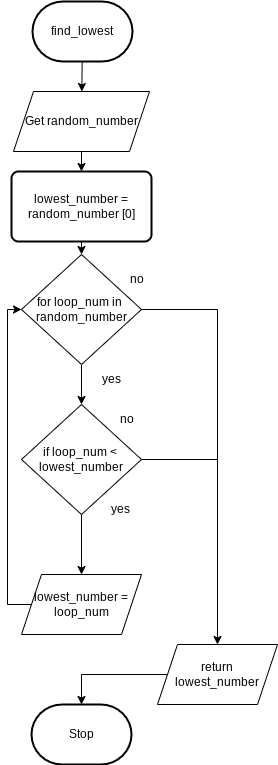 find_lowest
Get random_number
lowest_number =
random_number [0]
no
for loop_num in
random_number
yes
no
if loop_num <
lowest_number
yes
lowest_number =
loop_num
return
lowest_number
Stop